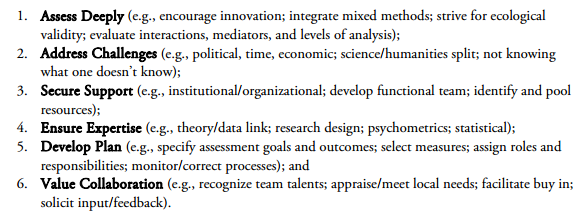 1. Assess Deeply (e.g., encourage innovation; integrate mixed methods; strive for ecological
validity; evaluate interactions, mediators, and levels of analysis);
2. Address Challenges (e.g., political, time, economic; science/humanities split; not knowing
what one doesn't know);
3. Secure Support (e.g., institutional/organizational; develop functional team; identify and pool
resources);
4. Ensure Expertise (e.g., theory/data link; research design; psychometrics; statistical);
5. Develop Plan (e.g., specify assessment goals and outcomes; select measures; assign roles and
responsibilities; monitor/correct processes); and
6. Value Collaboration (e.g., recognize team talents; appraise/meet local needs; facilitate buy in;
solicit input/feedback).